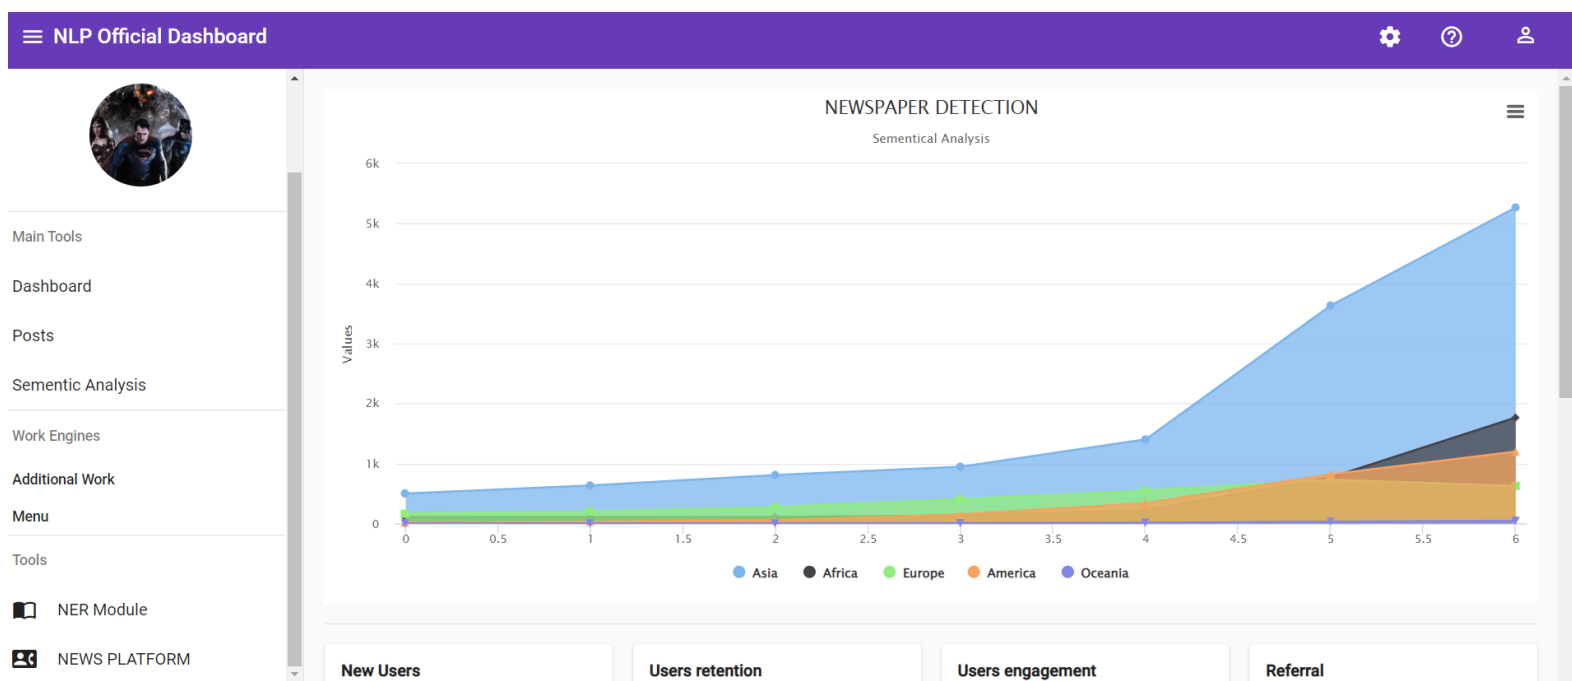 NLP Official Dashboard
Main Tools
Dashboard
Posts
Sementic Analysis
Work Engines
Additional Work
Menu
Tools
NER Module
NEWS PLATFORM
NEWSPAPER DETECTION
Sementical Analysis
Values
6k
5k
4k
3k
2k
1k
0
0 0.5 1 1.5 2 2.5 3 3.5 4 4.5 5 5.5 6
Asia Africa Europe America Oceania
New Users Users retention Users engagement Referral